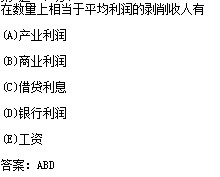 在数量上相当于平均利润的剥削收人有
(A)产业利润
(B)商业利润
(C)借贷利息
(D)银行利润
(E)工资
答案: ABD